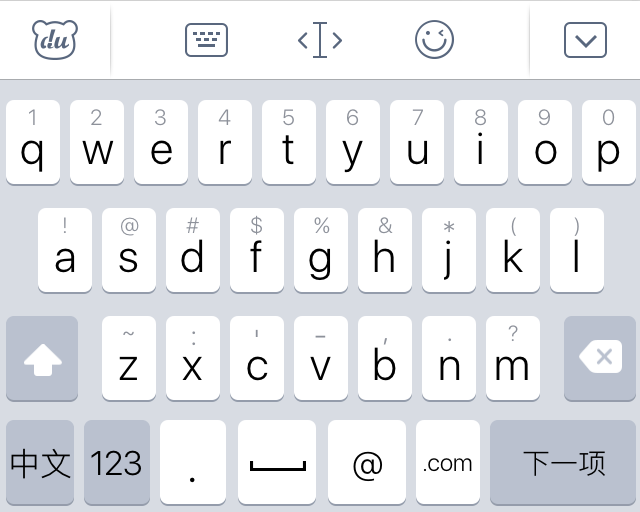 du
1 2 3 4 5 6 7 8 9 0
q w e r t y u i o p
! @ # $ % & * ( )
a s d f g h j k l
~ : ' – , . ?
z x c v b n m
中文 123 . @ .com 下一项